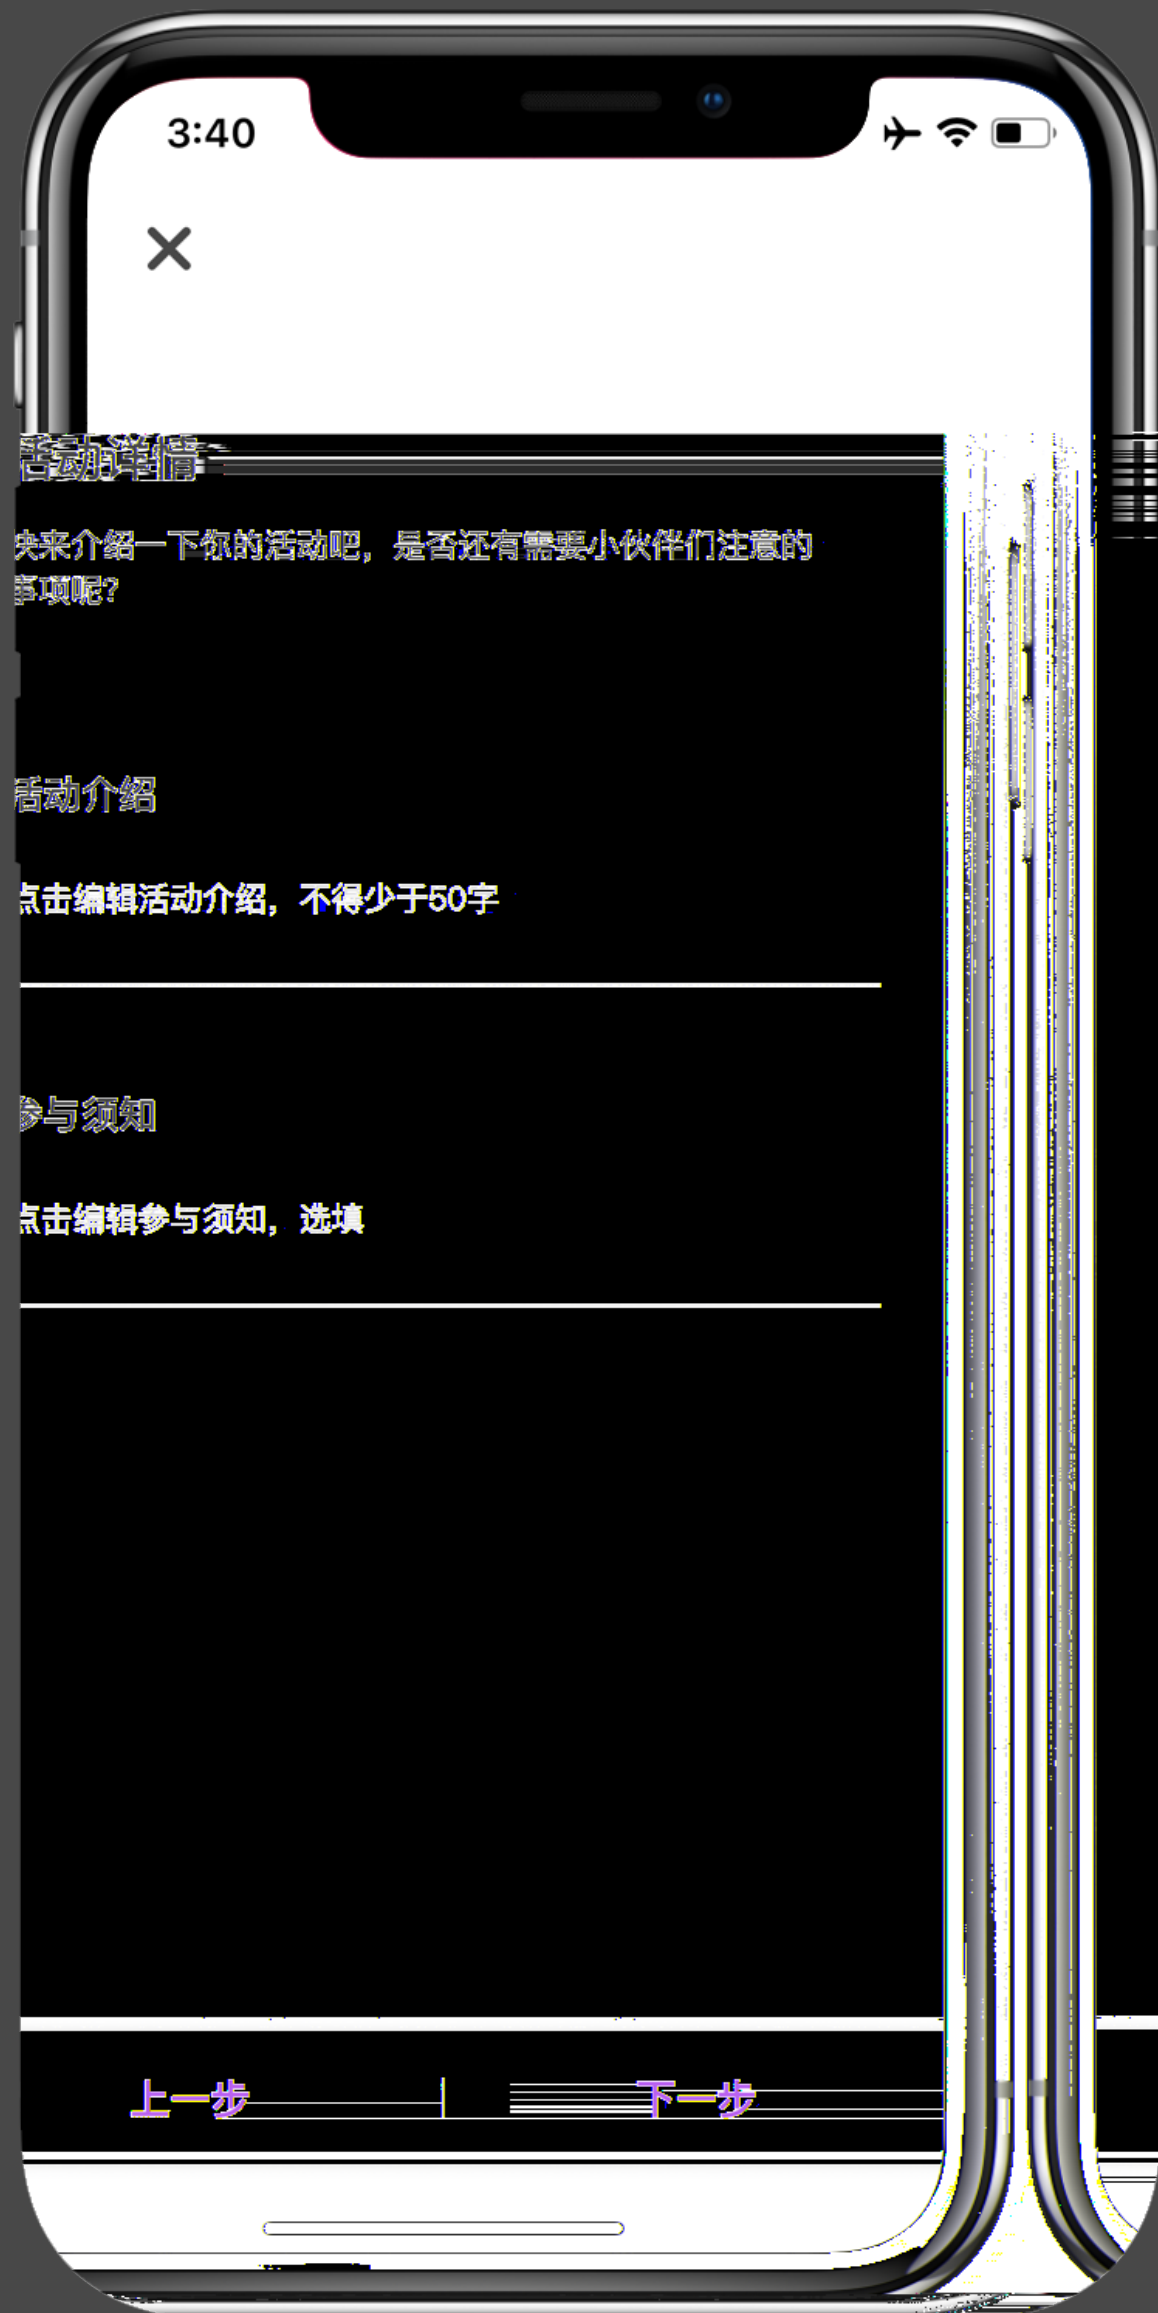 3:40
活动详情
快来介绍一下你的活动吧，是否还有需要小伙伴们注意的
事项呢？
活动介绍
点击编辑活动介绍，不得少于50字
参与须知
点击编辑参与须知，选填
上一步
下一步